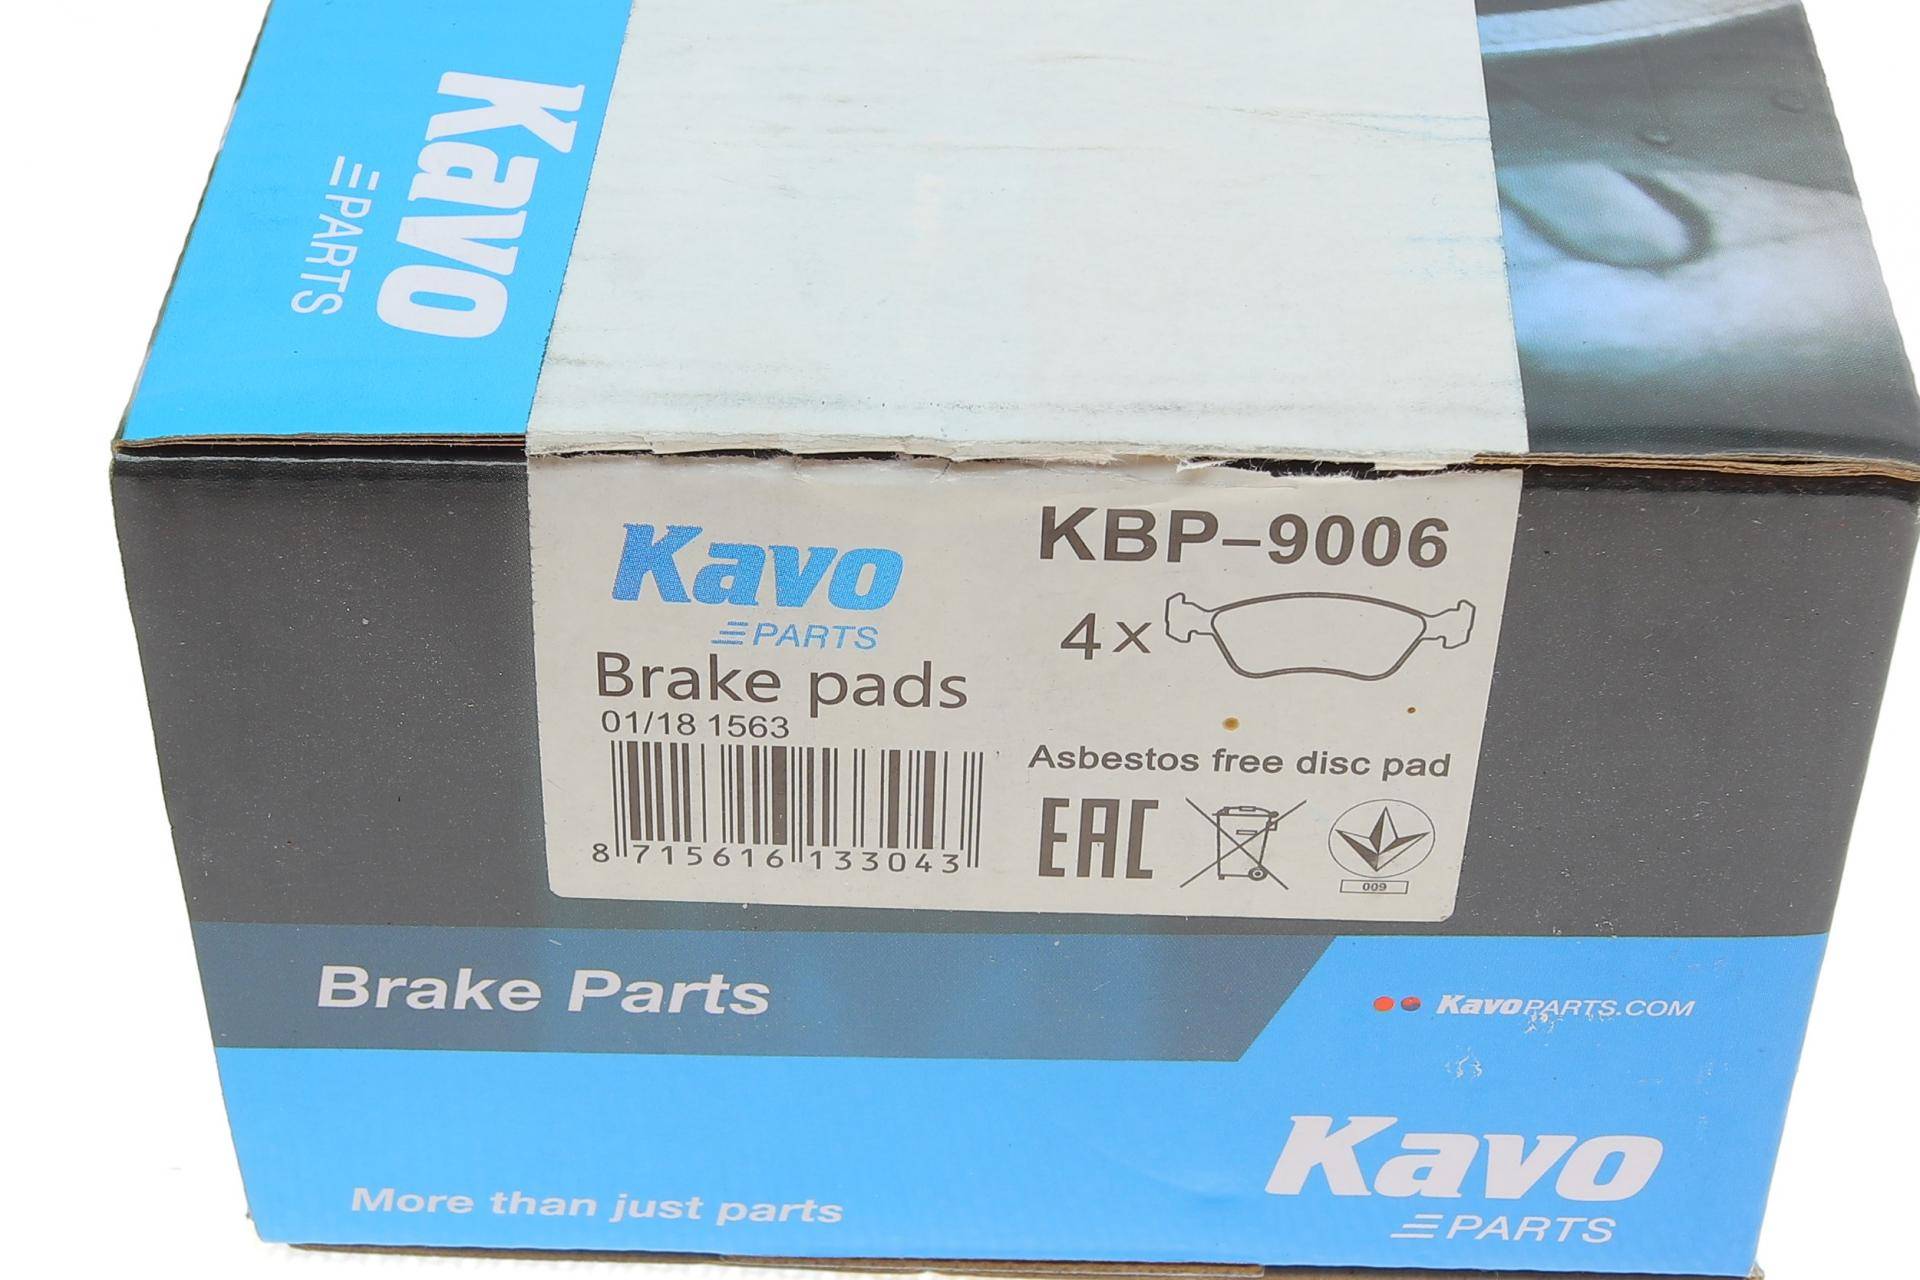 Kavo
PARTS
Kavo
PARTS
Brake pads
01/18 1563
8 715616 133043
KBP-9006
4x
Asbestos free disc pad
EAC
009
Brake Parts
KavoPARTS.COM
More than just parts
Kavo
PARTS